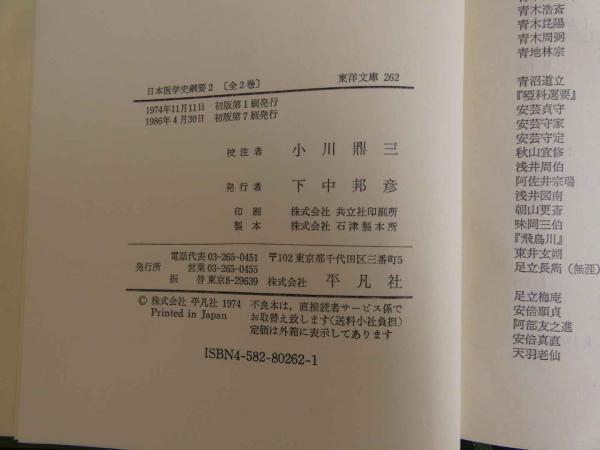 日本医学史綱要2 〔全2巻〕 東洋文庫 262
1974年11月11日 初版第1刷発行
1986年4月30日 初版第7刷発行
校注者 小川鼎三
発行者 下中邦彦
印刷 株式会社 共立社印刷所
製本 株式会社 石津製本所
発行所
電話代表03-265-0451 〒102 東京都千代田区三番町5
営業03-265-0455
振替東京8-29639 株式会社 平凡社
© 株式会社 平凡社 1974
Printed in Japan
不良本は,直接読者サービス係で
お取替え致します(送料小社負担)
定価は外箱に表示してあります
ISBN4-582-80262-1
青木浩斎
青木昆陽
青木周弼
青地林宗
青沼道立
『啞科選要』
安芸貞守
安芸守家
安芸守定
秋山宜修
浅井周伯
阿佐井宗瑞
浅井図南
朝山更斎
味岡三伯
『飛鳥川』
東井玄朔
足立長雋(無涯)
足立梅庵
安倍順貞
阿部友之進
安倍真直
天羽老仙